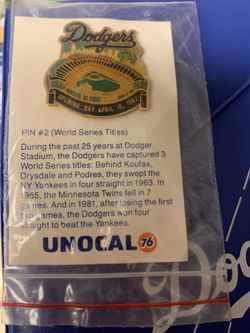 Dodgers
OPENING DAY APRIL 10, 1962
PIN #2 (World Series Titles)
During the past 25 years at Dodger
Stadium, the Dodgers have captured 3
World Series titles: Behind Koufax,
Drysdale and Podres, they swept the
NY Yankees in four straight in 1963. In
1965, the Minnesota Twins fell in 7
games. And in 1981, after losing the first
two games, the Dodgers won four
straight to beat the Yankees.
UNOCAL 76
Do